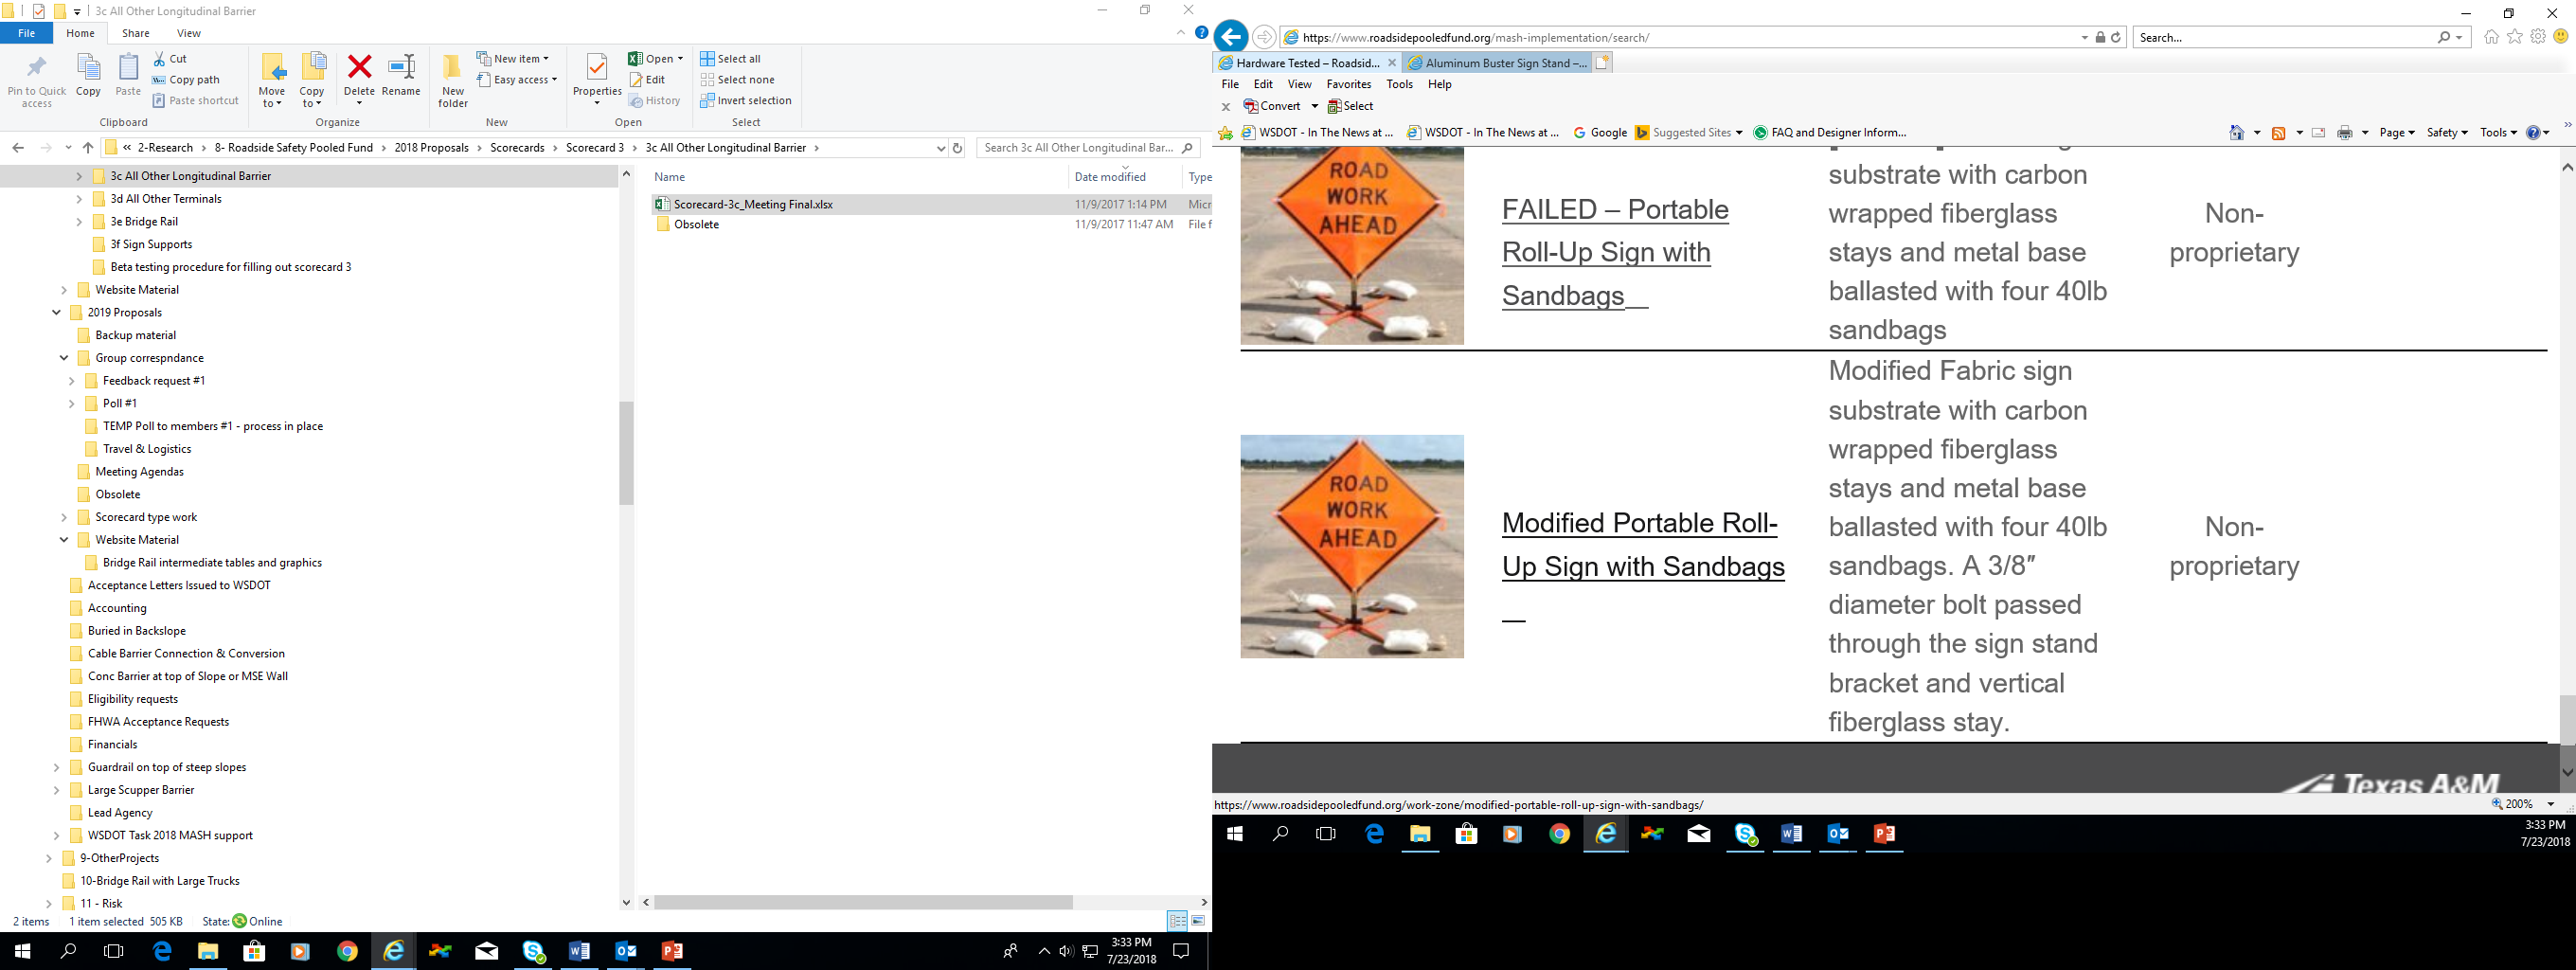 3c All Other Longitudinal Barrier
File Home Share View
Pin to Quick access
Copy
Paste
Cut
Copy path
Paste shortcut
Clipboard
Move to
Copy to
Delete
Rename
Organize
New folder
New item
Easy access
New
Properties
Open
Edit
History
Open
Select all
Select none
Invert selection
Select
« 2-Research > 8- Roadside Safety Pooled Fund > 2018 Proposals > Scorecards > Scorecard 3 > 3c All Other Longitudinal Barrier >
Search 3c All Other Longitudinal Bar...
3c All Other Longitudinal Barrier
3d All Other Terminals
3e Bridge Rail
3f Sign Supports
Beta testing procedure for filling out scorecard 3
Website Material
2019 Proposals
Backup material
Group correspndance
Feedback request #1
Poll #1
TEMP Poll to members #1 - process in place
Travel & Logistics
Meeting Agendas
Obsolete
Scorecard type work
Website Material
Bridge Rail intermediate tables and graphics
Acceptance Letters Issued to WSDOT
Accounting
Buried in Backslope
Cable Barrier Connection & Conversion
Conc Barrier at top of Slope or MSE Wall
Eligibility requests
FHWA Acceptance Requests
Financials
Guardrail on top of steep slopes
Large Scupper Barrier
Lead Agency
WSDOT Task 2018 MASH support
9-OtherProjects
10-Bridge Rail with Large Trucks
11 - Risk
Name Date modified Type
Scorecard-3c_Meeting Final.xlsx 11/9/2017 1:14 PM Micr
Obsolete 11/9/2017 11:47 AM File f
2 items 1 item selected 505 KB State: Online
3:33 PM
7/23/2018
https://www.roadsidepooledfund.org/mash-implementation/search/
Search...
Hardware Tested – Roadsid...
Aluminum Buster Sign Stand –...
File Edit View Favorites Tools Help
x Convert Select
WSDOT - In The News at ... WSDOT - In The News at ... Google Suggested Sites FAQ and Designer Inform...
Page Safety Tools
ROAD
WORK
AHEAD
FAILED – Portable
Roll-Up Sign with
Sandbags
substrate with carbon
wrapped fiberglass
stays and metal base
ballasted with four 40lb
sandbags
Non-
proprietary
ROAD
WORK
AHEAD
Modified Portable Roll-
Up Sign with Sandbags
Modified Fabric sign
substrate with carbon
wrapped fiberglass
stays and metal base
ballasted with four 40lb
sandbags. A 3/8″
diameter bolt passed
through the sign stand
bracket and vertical
fiberglass stay.
Non-
proprietary
Texas A&M
https://www.roadsidepooledfund.org/work-zone/modified-portable-roll-up-sign-with-sandbags/
200%
3:33 PM
7/23/2018